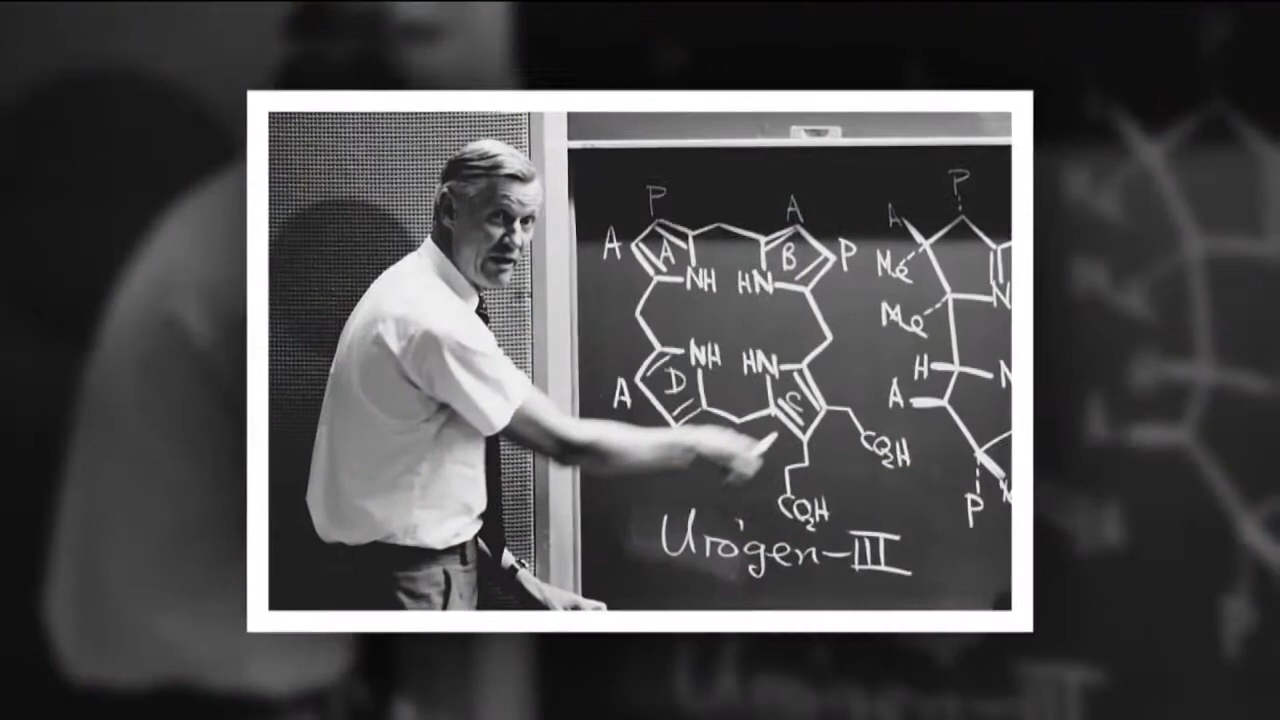 P A P
A A B P A
NH HN Me N
Me
NH HN H N
A D C A
CO2H
CO2H P
Urogen-III